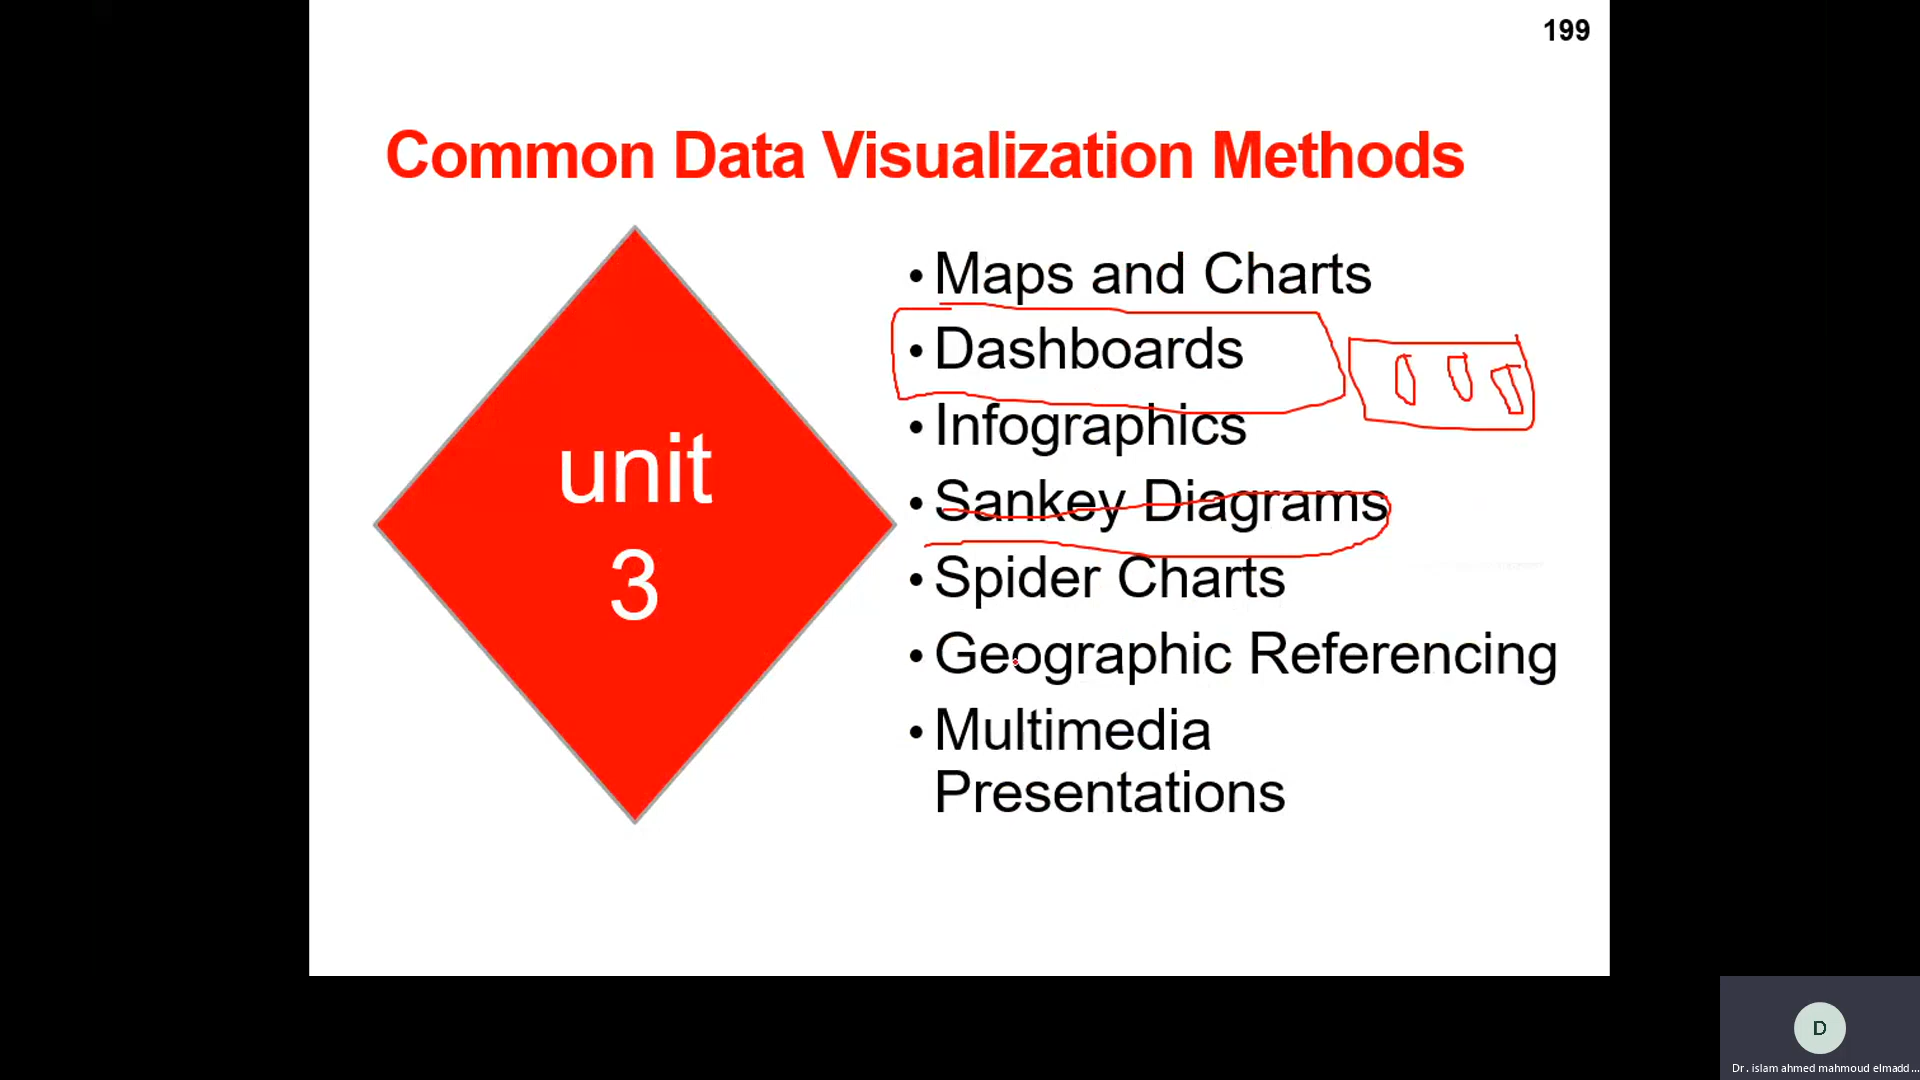 199
Common Data Visualization Methods
unit
3
• Maps and Charts
• Dashboards
• Infographics
• Sankey Diagrams
• Spider Charts
• Geographic Referencing
• Multimedia
Presentations
D
Dr. islam ahmed mahmoud elmadd...